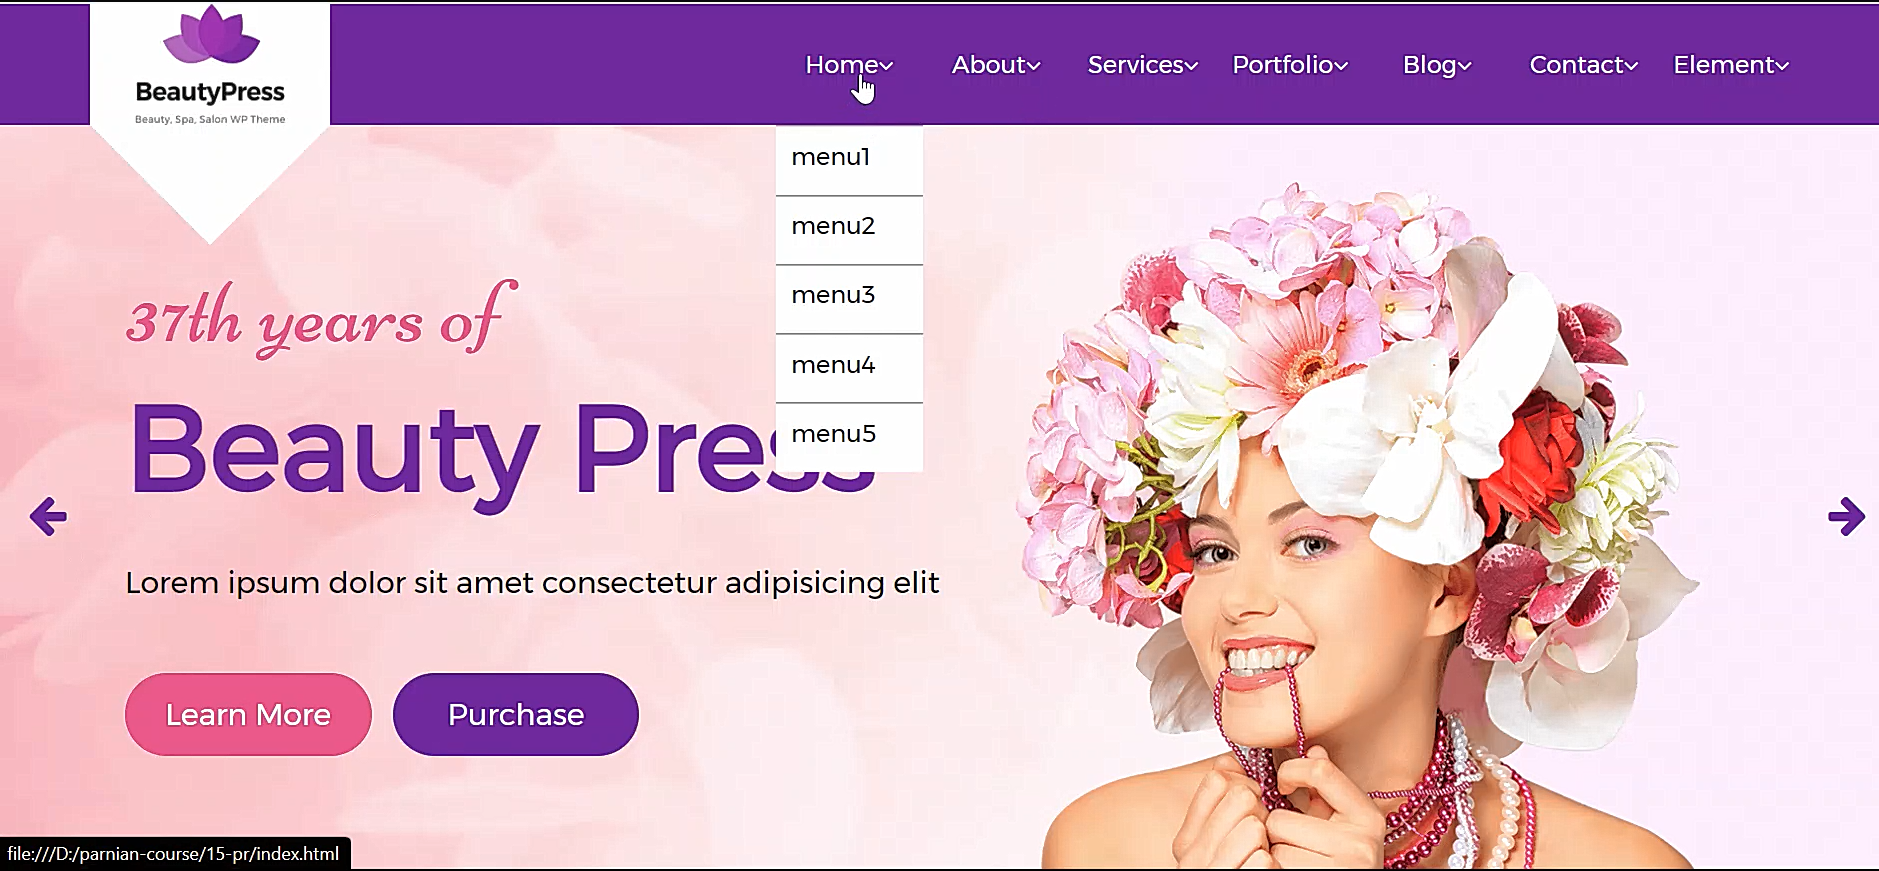 BeautyPress
Beauty, Spa, Salon WP Theme
Home About Services Portfolio Blog Contact Element
menu1
menu2
menu3
menu4
menu5
37th years of
Beauty Press
Lorem ipsum dolor sit amet consectetur adipisicing elit
Learn More Purchase
file:///D:/parnian-course/15-pr/index.html